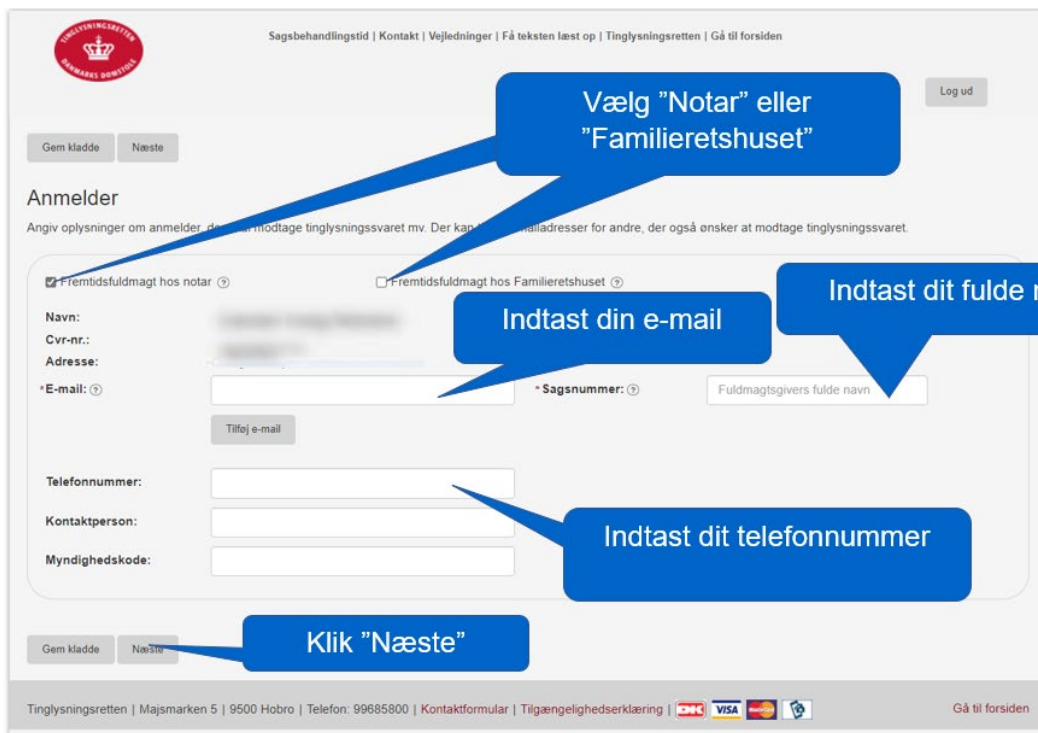 TINGLYSNINGSRETTEN
DANMARKS DOMSTOLE
Sagsbehandlingstid | Kontakt | Vejledninger | Få teksten læst op | Tinglysningsretten | Gå til forsiden
Vælg ”Notar” eller
”Familieretshuset”
Log ud
Gem kladde Næste
Anmelder
Angiv oplysninger om anmelder, modtage tinglysningssvaret mv. Der kan for andre, der også ønsker at modtage tinglysningssvaret.
Fremtidsfuldmagt hos notar ? Fremtidsfuldmagt hos Familieretshuset ?
Indtast dit fulde
Navn:
Indtast din e-mail
Cvr-nr.:
Adresse:
*E-mail: ? *Sagsnummer: ? Fuldmagtsgivers fulde navn
Tilføj e-mail
Telefonnummer:
Kontaktperson:
Indtast dit telefonnummer
Myndighedskode:
Klik ”Næste”
Gem kladde Næste
Tinglysningsretten | Majsmarken 5 | 9500 Hobro | Telefon: 99685800 | Kontaktformular | Tilgængelighedserklæring | DK VISA MasterCard Gå til forsiden